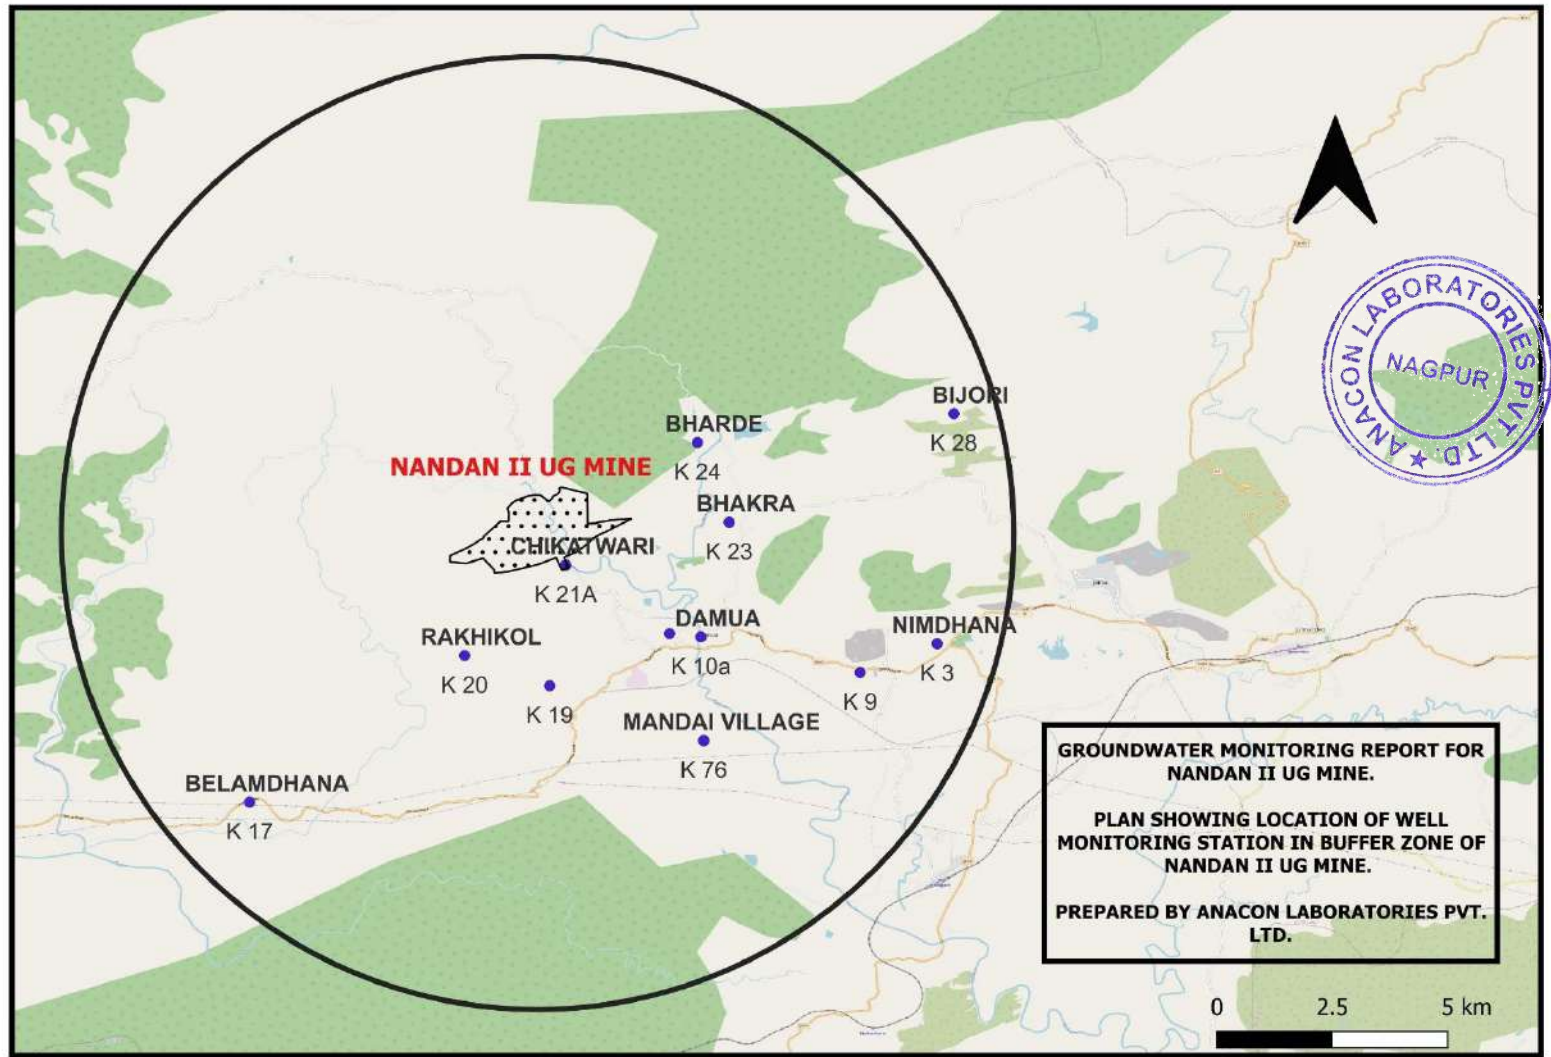 BIJORI
K 28
BHARDE
K 24
NANDAN II UG MINE
BHAKRA
K 23
CHIKATWARI
K 21A
DAMUA
K 10a
NIMDHANA
K 3
RAKHIKOL
K 20
K 19
K 9
MANDAI VILLAGE
K 76
BELAMDHANA
K 17
ANACON LABORATORIES PVT. LTD. ★
NAGPUR
GROUNDWATER MONITORING REPORT FOR
NANDAN II UG MINE.
PLAN SHOWING LOCATION OF WELL
MONITORING STATION IN BUFFER ZONE OF
NANDAN II UG MINE.
PREPARED BY ANACON LABORATORIES PVT.
LTD.
0 2.5 5 km